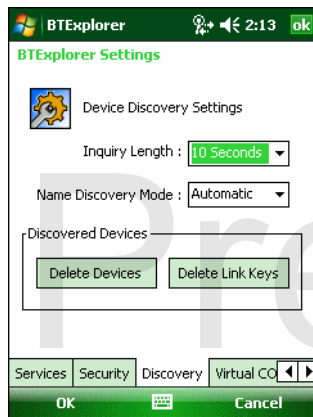 BTExplorer 2:13 ok
BTExplorer Settings
Device Discovery Settings
Inquiry Length : 10 Seconds
Name Discovery Mode : Automatic
Discovered Devices
Delete Devices Delete Link Keys
Pre
Services Security Discovery Virtual CO
OK Cancel